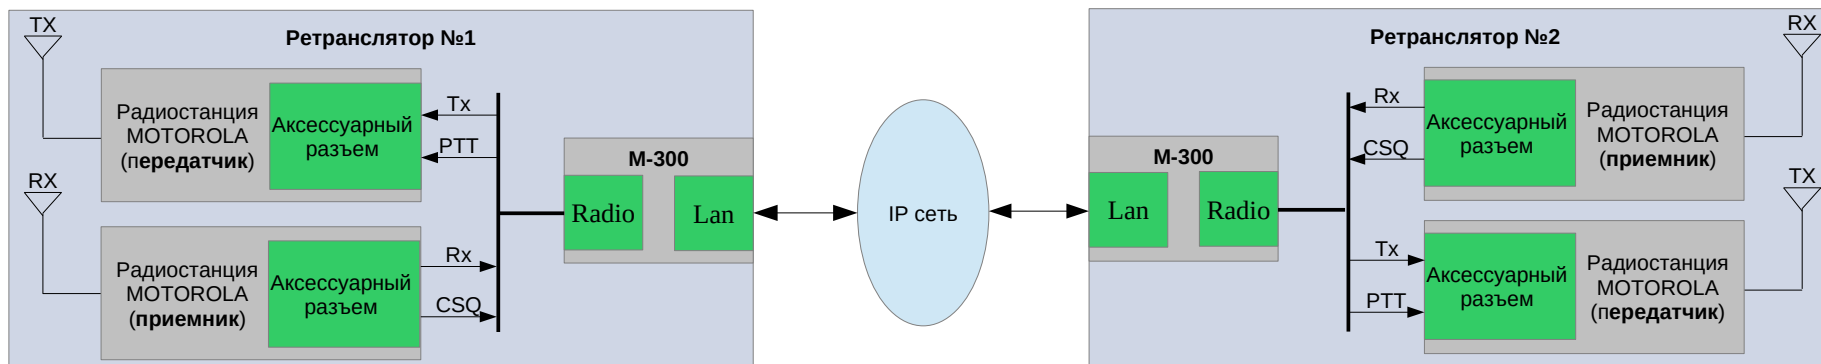 TX
Ретранслятор №1
Радиостанция
MOTOROLA
(передатчик)
Аксессуарный
разъем
Tx
PTT
RX
Радиостанция
MOTOROLA
(приемник)
Аксессуарный
разъем
Rx
CSQ
M-300
Radio
Lan
IP сеть
Ретранслятор №2
RX
M-300
Lan
Radio
Rx
CSQ
Аксессуарный
разъем
Радиостанция
MOTOROLA
(приемник)
TX
Tx
PTT
Аксессуарный
разъем
Радиостанция
MOTOROLA
(передатчик)